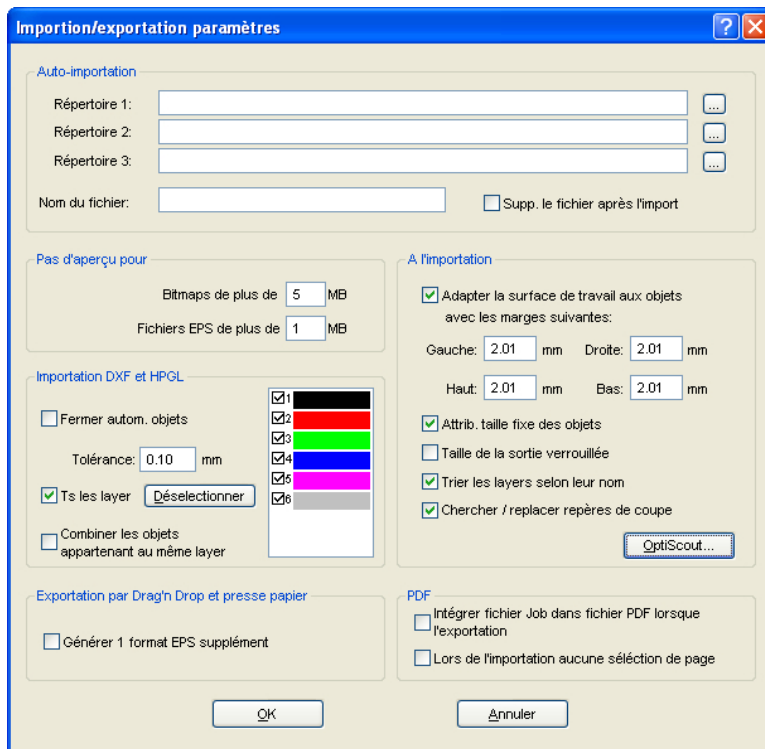 Importion/exportation paramètres
Auto-importation
Répertoire 1:
...
Répertoire 2:
...
Répertoire 3:
...
Nom du fichier:
Supp. le fichier après l'import
Pas d'aperçu pour
Bitmaps de plus de 5 MB
Fichiers EPS de plus de 1 MB
A l'importation
Adapter la surface de travail aux objets
avec les marges suivantes:
Gauche: 2.01 mm Droite: 2.01 mm
Haut: 2.01 mm Bas: 2.01 mm
Attrib. taille fixe des objets
Taille de la sortie verrouillée
Trier les layers selon leur nom
Chercher / replacer repères de coupe
OptiScout...
Importation DXF et HPGL
Fermer autom. objets
Tolérance: 0.10 mm
Ts les layer Déselectionner
Combiner les objets
appartenant au même layer
1
2
3
4
5
6
Exportation par Drag'n Drop et presse papier
Générer 1 format EPS supplément
PDF
Intégrer fichier Job dans fichier PDF lorsque
l'exportation
Lors de l'importation aucune séléction de page
OK
Annuler